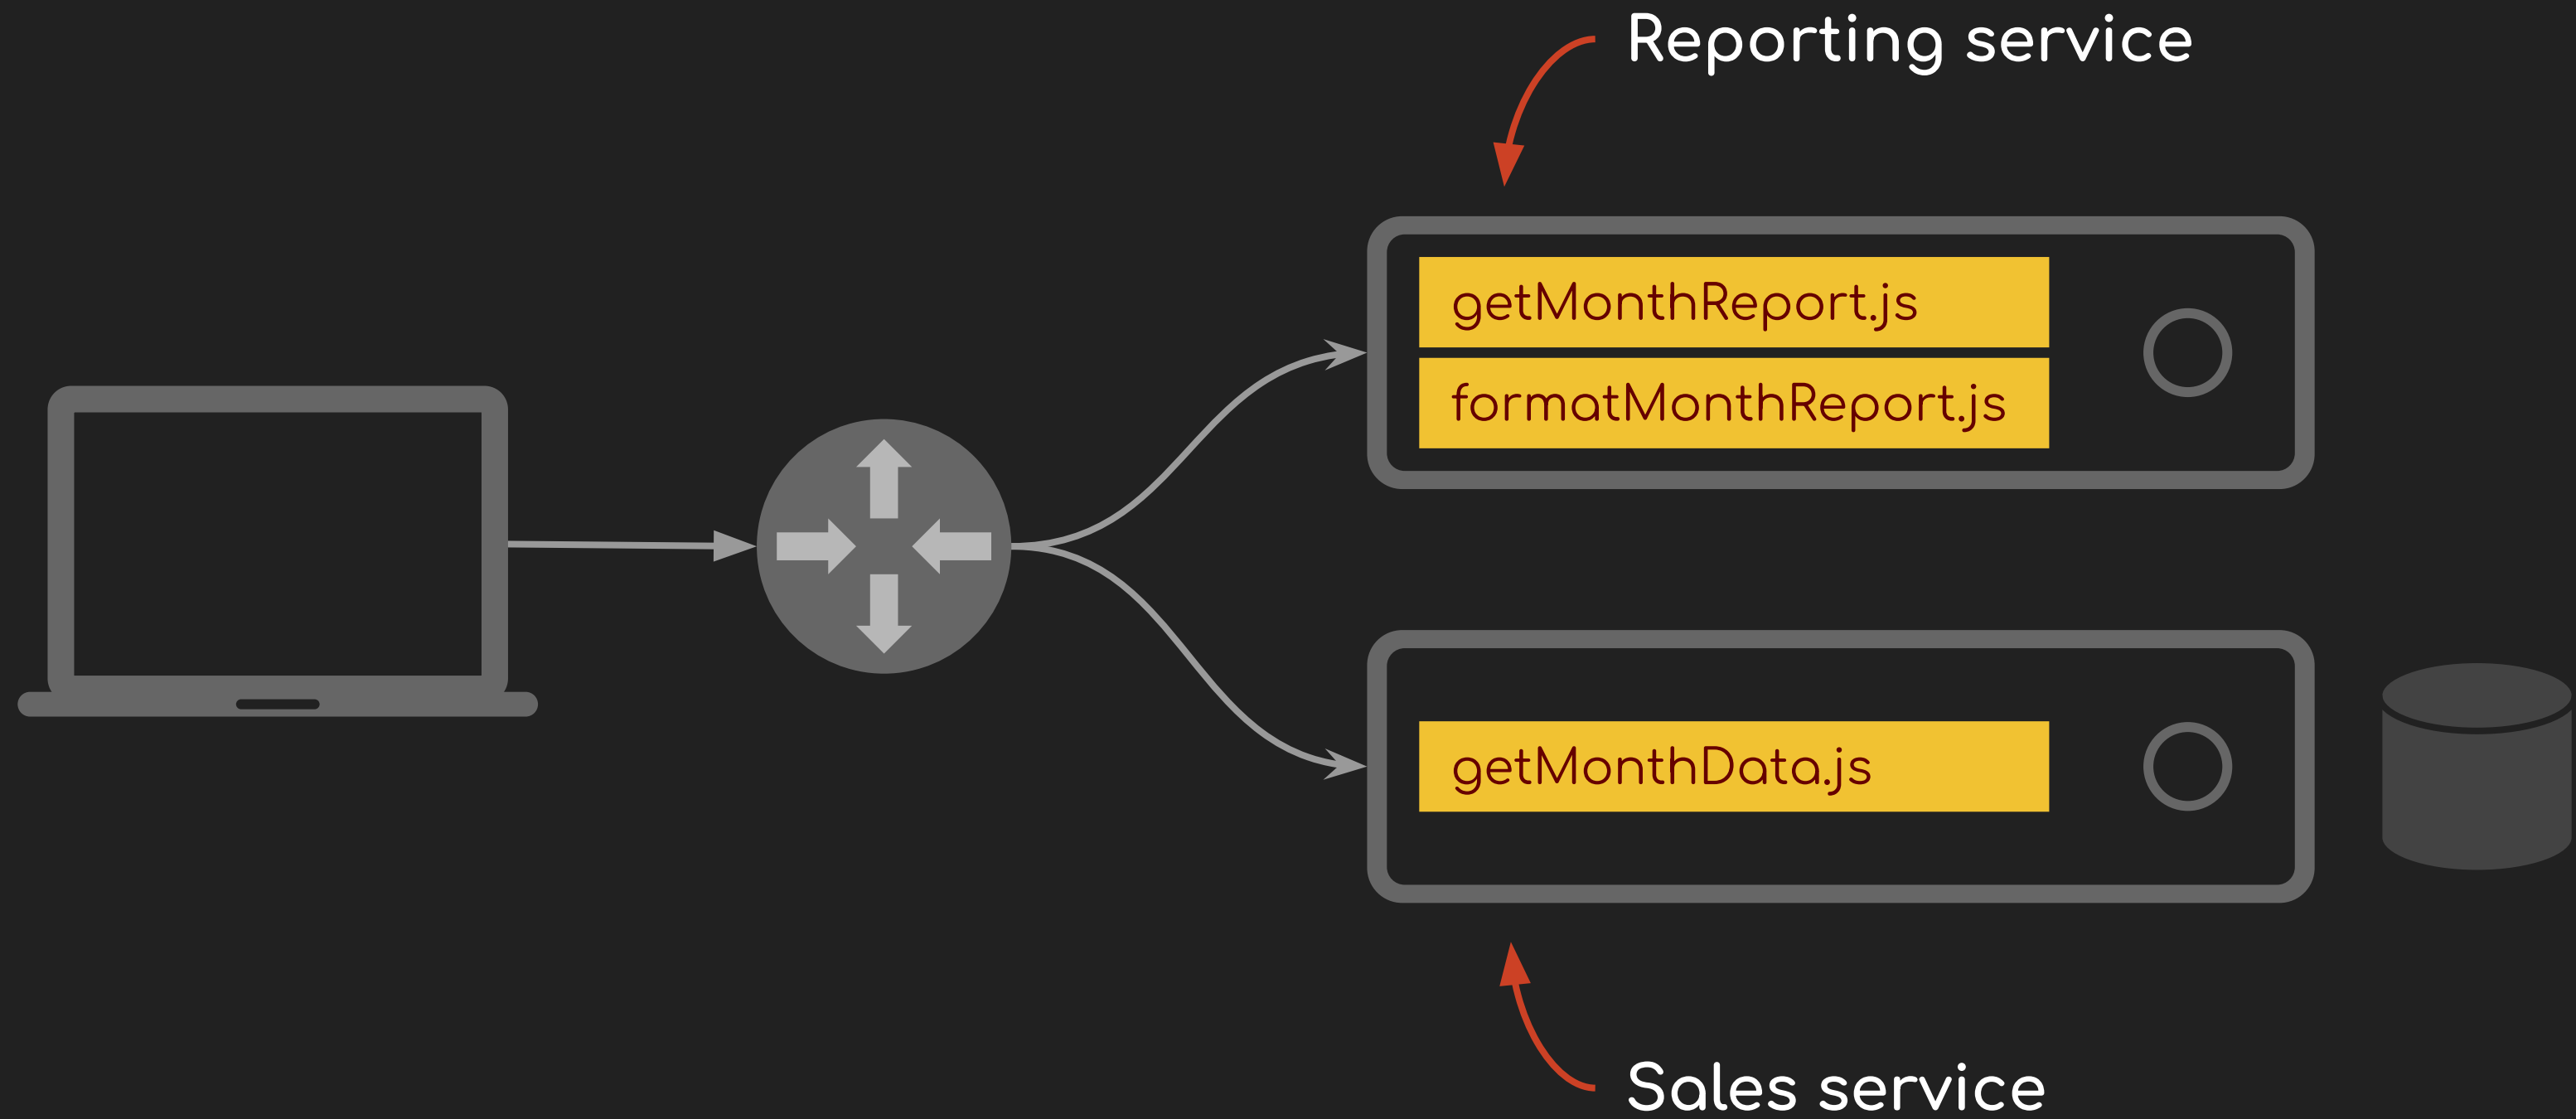 Reporting service
getMonthReport.js
formatMonthReport.js
getMonthData.js
Sales service